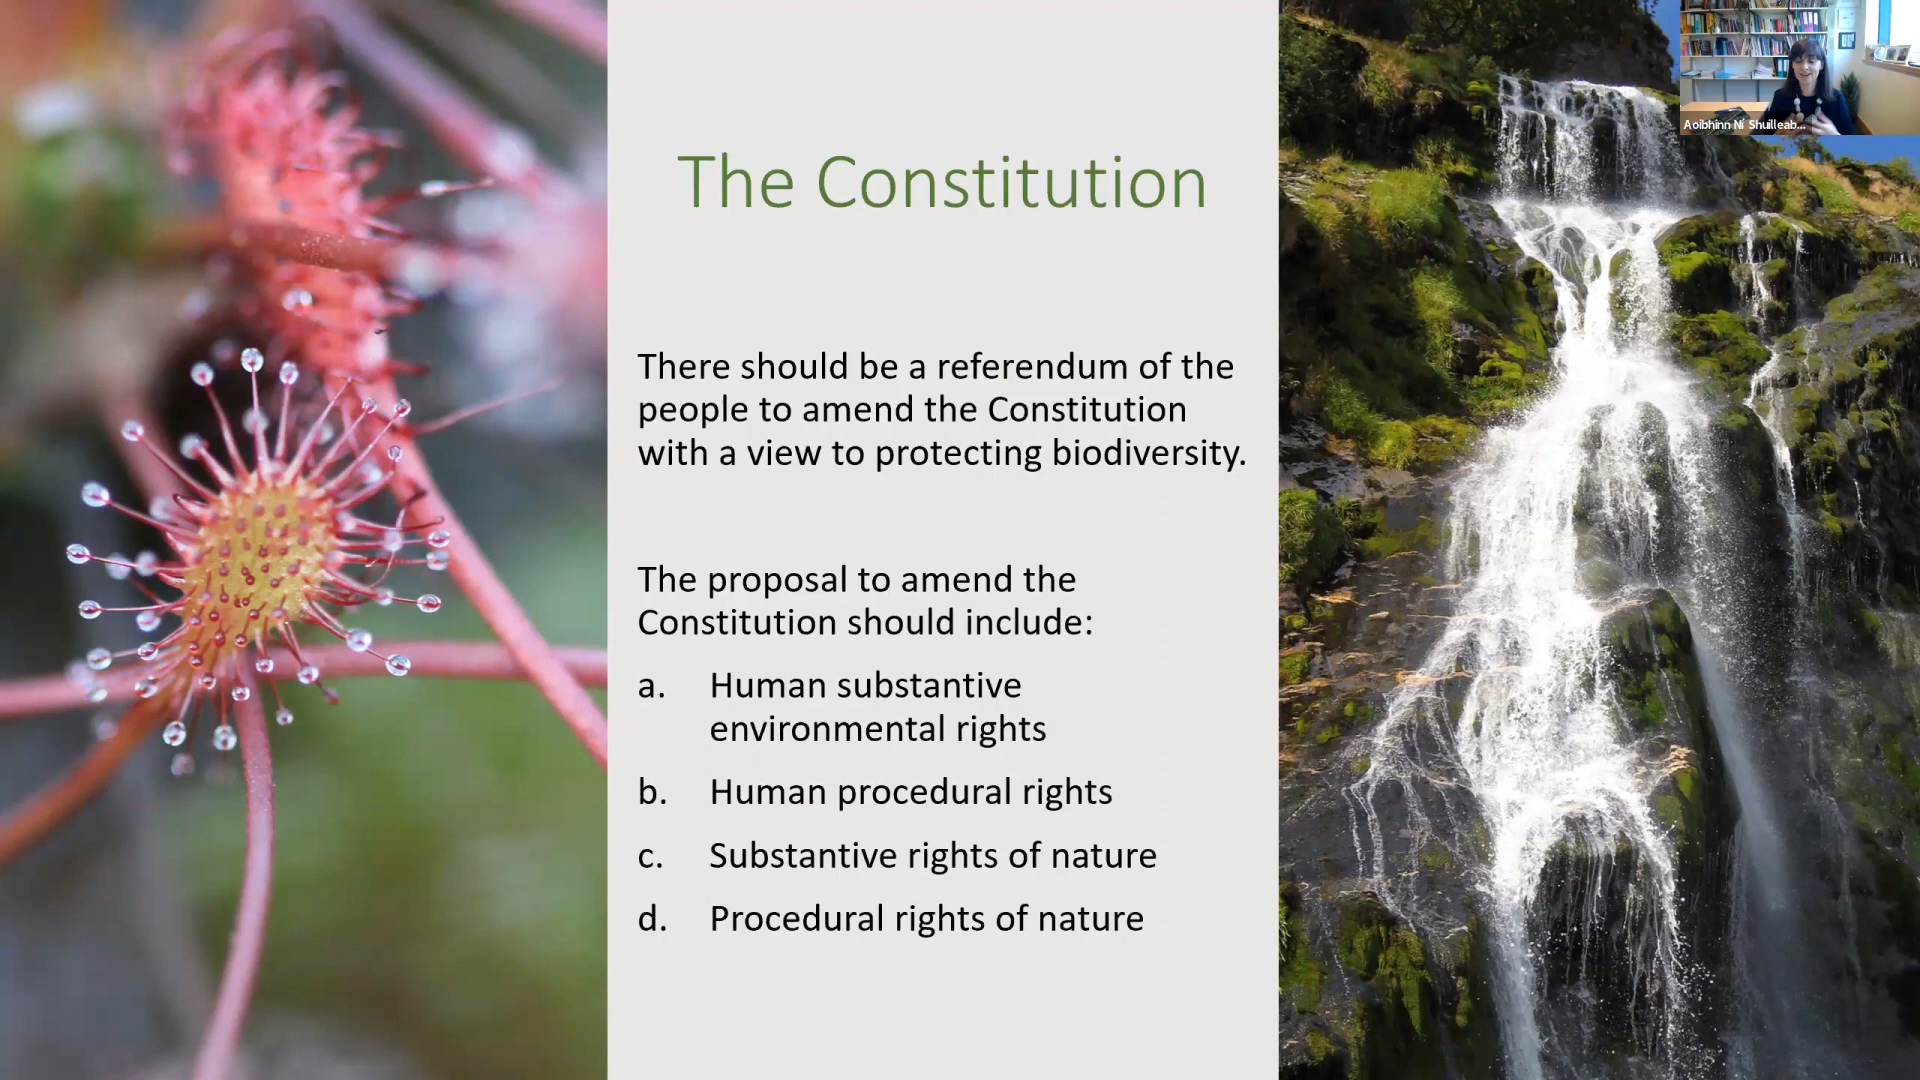 Aoibhinn Ní Shuilleab...
The Constitution
There should be a referendum of the
people to amend the Constitution
with a view to protecting biodiversity.
The proposal to amend the
Constitution should include:
a. Human substantive
environmental rights
b. Human procedural rights
c. Substantive rights of nature
d. Procedural rights of nature